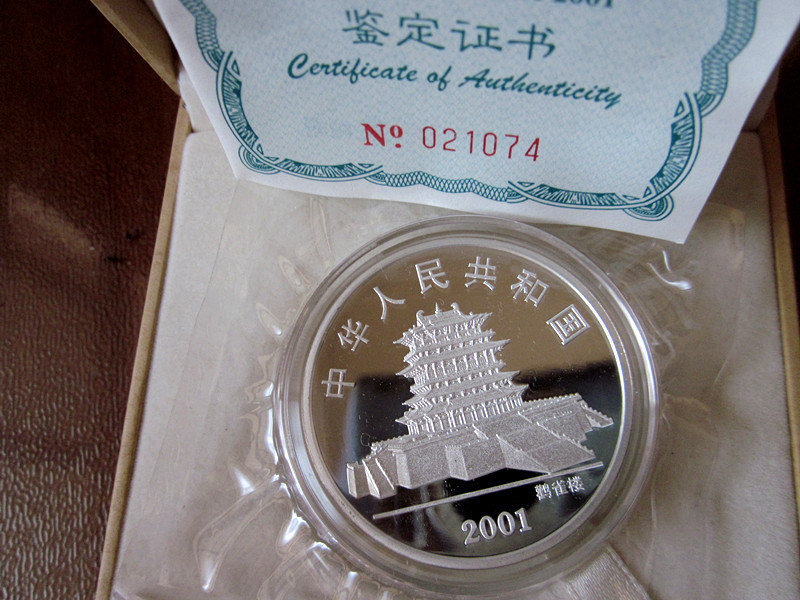 2001
鉴定证书
Certificate of Authenticity
Nº 021074
中华人民共和国
鹳雀楼
2001